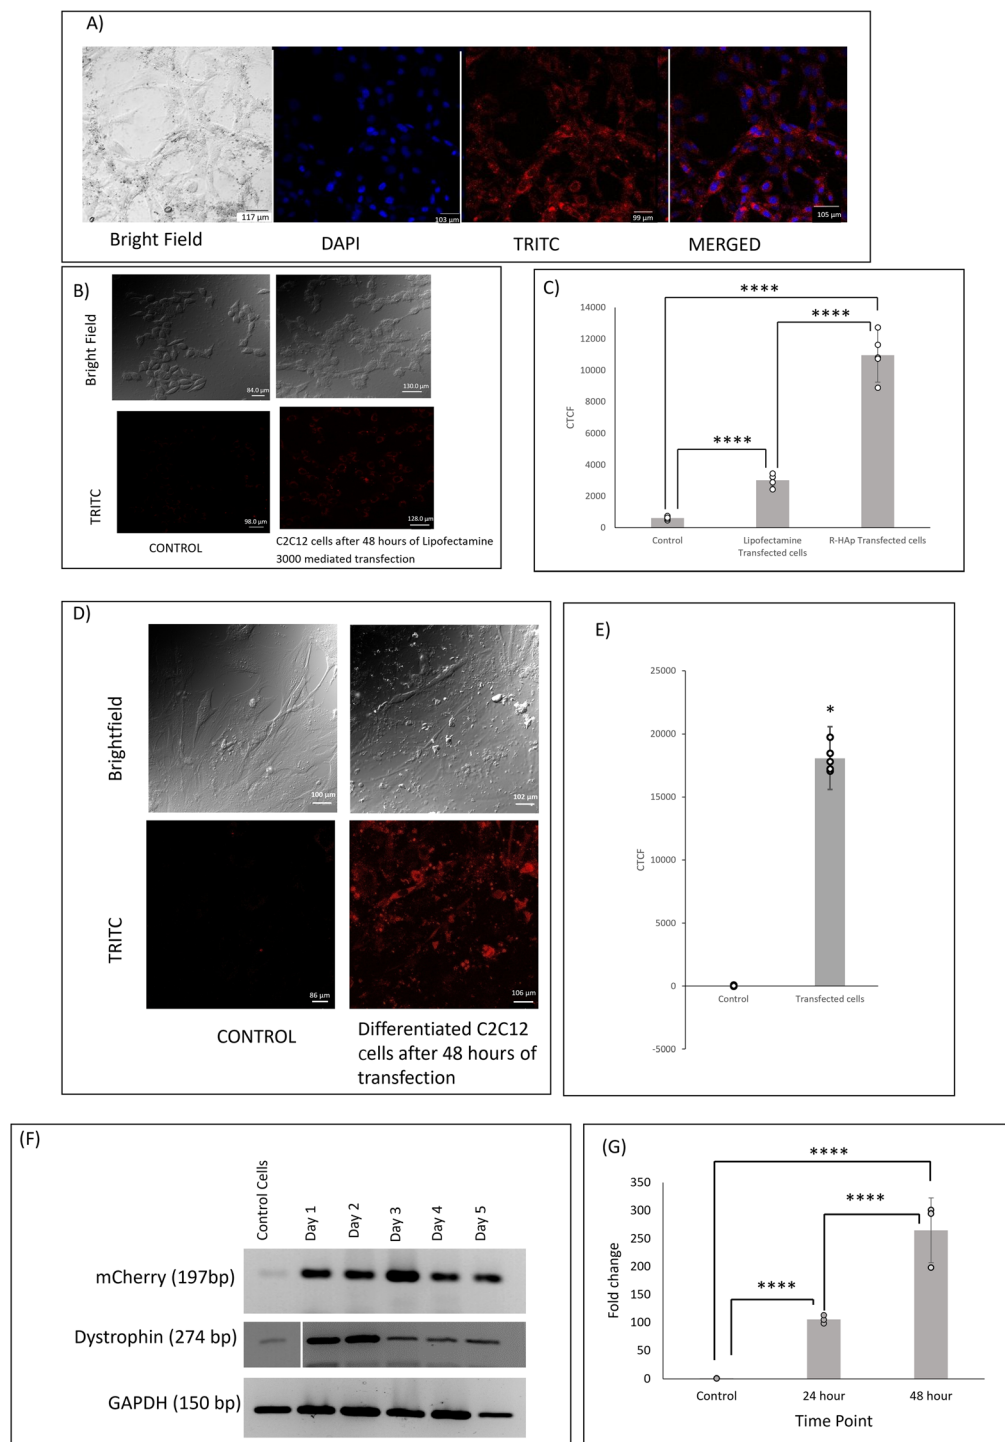 A)
117 µm
103 µm
99 µm
105 µm
Bright Field
DAPI
TRITC
MERGED
B)
Bright Field
84.0 µm
130.0 µm
TRITC
98.0 µm
128.0 µm
CONTROL
C2C12 cells after 48 hours of Lipofectamine
3000 mediated transfection
C)
****
****
****
14000
12000
10000
8000
6000
4000
2000
0
CTCF
Control
Lipofectamine
Transfected cells
R-HAp Transfected cells
D)
Brightfield
100 µm
102 µm
TRITC
86 µm
106 µm
CONTROL
Differentiated C2C12
cells after 48 hours of
transfection
E)
25000
20000
15000
10000
5000
0
-5000
CTCF
*
Control
Transfected cells
(F)
Control Cells
Day 1
Day 2
Day 3
Day 4
Day 5
mCherry (197bp)
Dystrophin (274 bp)
GAPDH (150 bp)
(G)
****
****
****
350
300
250
200
150
100
50
0
Fold change
Control
24 hour
48 hour
Time Point